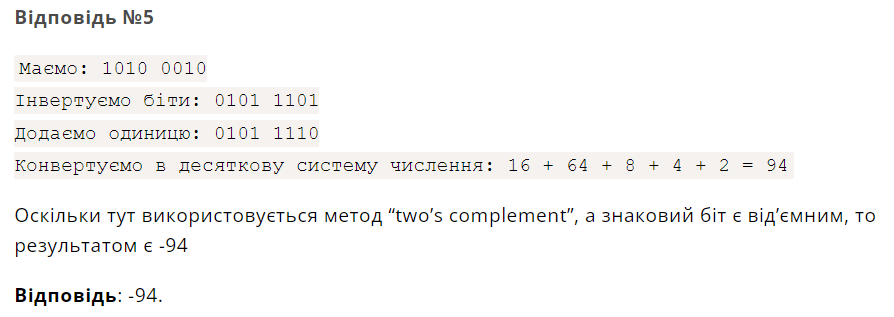 Відповідь №5
Маємо: 1010 0010
Інвертуємо біти: 0101 1101
Додаємо одиницю: 0101 1110
Конвертуємо в десяткову систему числення: 16 + 64 + 8 + 4 + 2 = 94
Оскільки тут використовується метод “two’s complement”, а знаковий біт є від’ємним, то
результатом є -94
Відповідь: -94.